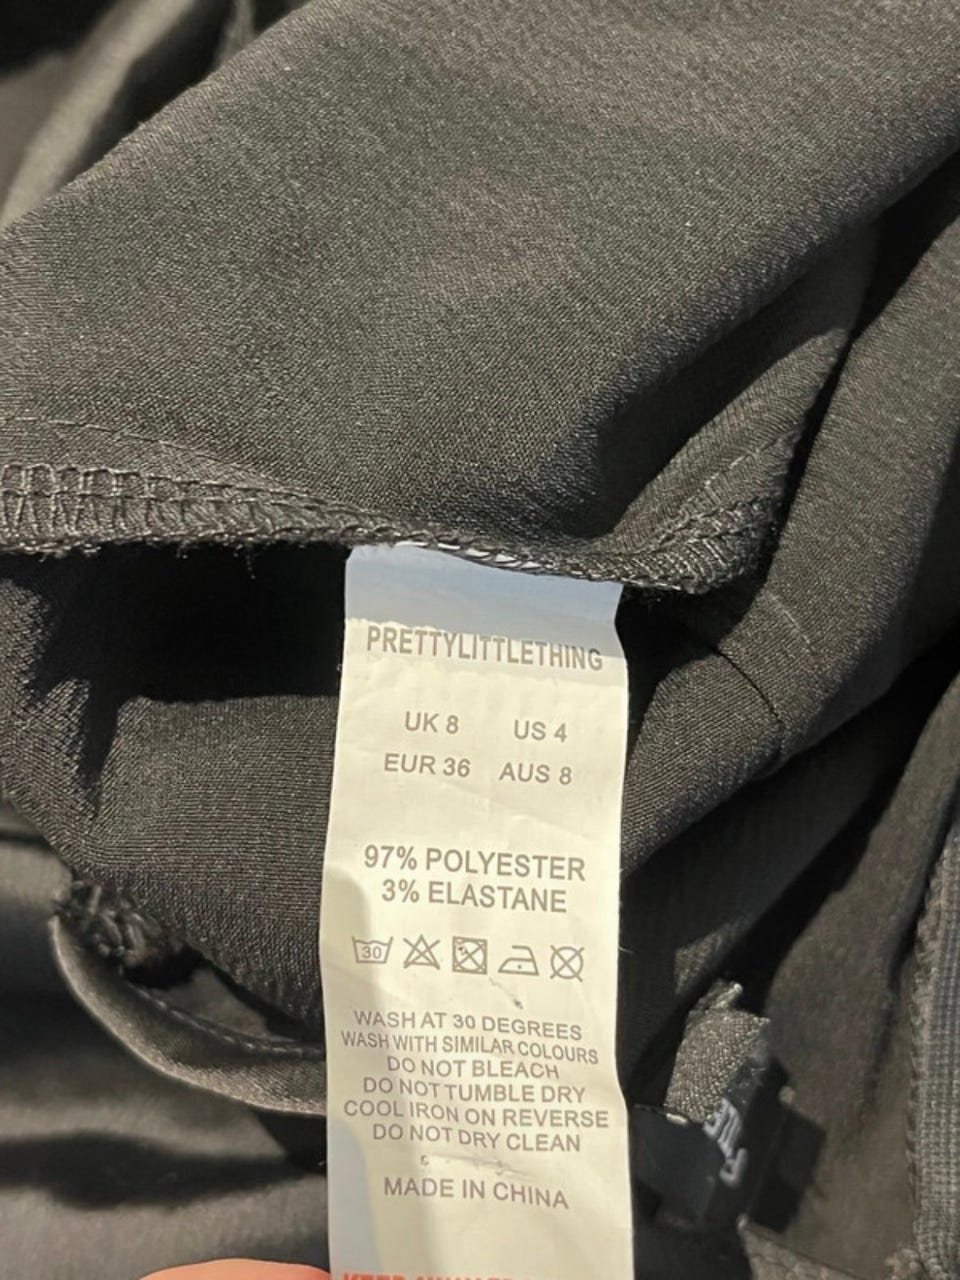 PRETTYLITTLETHING
UK 8 US 4
EUR 36 AUS 8
97% POLYESTER
3% ELASTANE
30
WASH AT 30 DEGREES
WASH WITH SIMILAR COLOURS
DO NOT BLEACH
DO NOT TUMBLE DRY
COOL IRON ON REVERSE
DO NOT DRY CLEAN
MADE IN CHINA